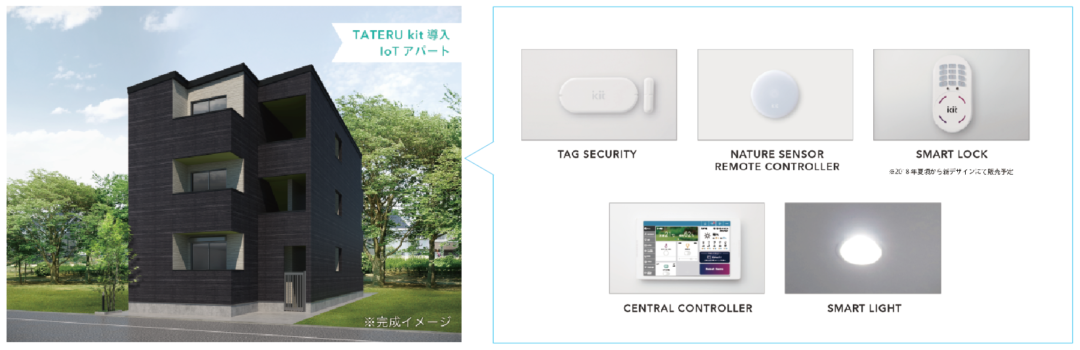 TATERU kit 導入
IoT アパート
※完成イメージ
kit
TAG SECURITY
NATURE SENSOR
REMOTE CONTROLLER
kit
SMART LOCK
※2018年夏頃から新デザインにて販売予定
CENTRAL CONTROLLER
SMART LIGHT